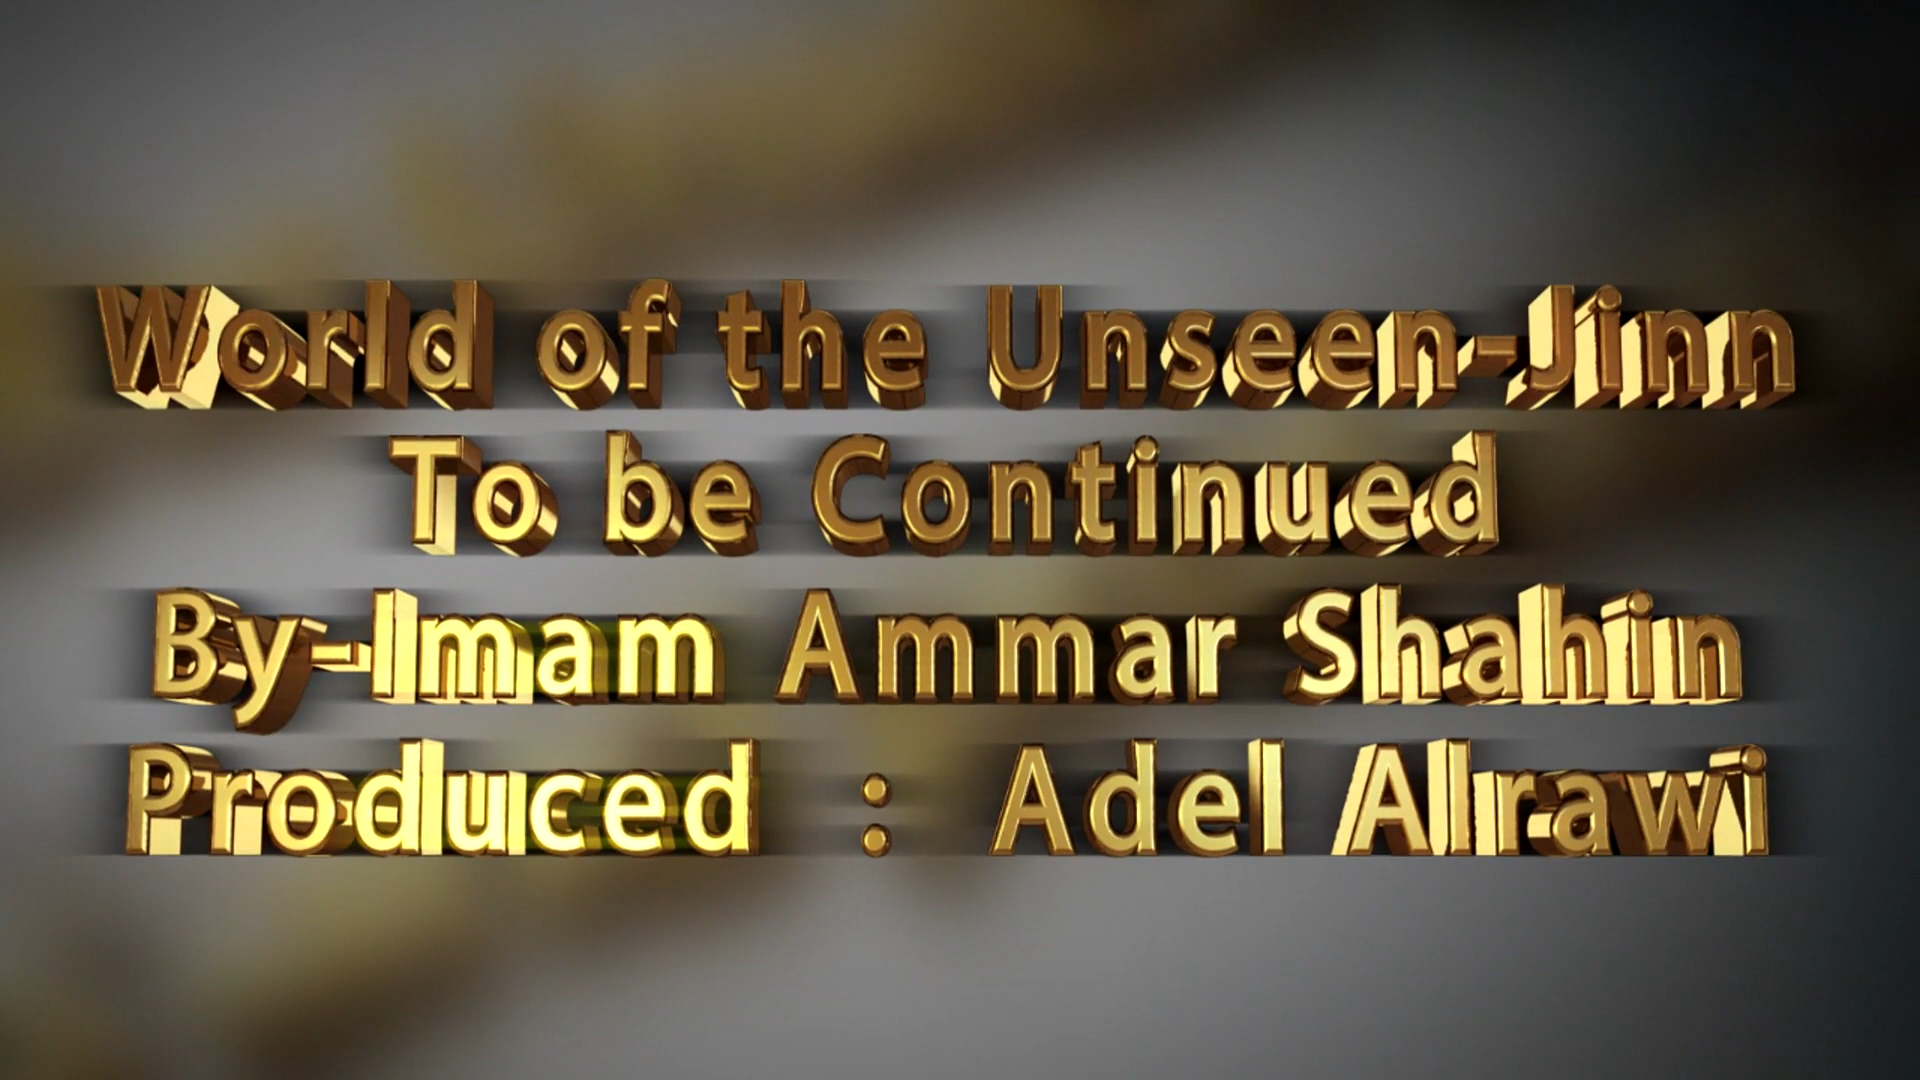 World of the Unseen-Jinn
To be Continued
By-Imam Ammar Shahin
Produced : Adel Alrawi